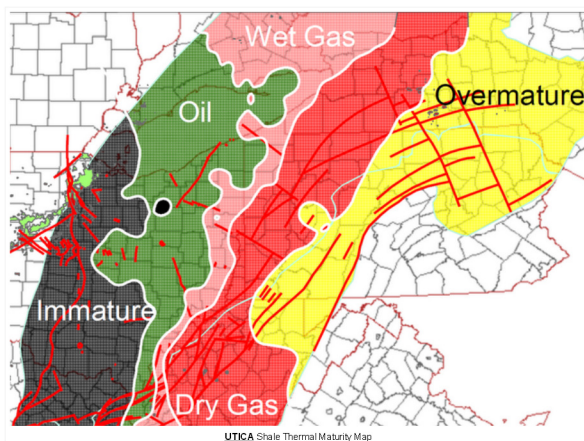 Wet Gas
Overmature
Oil
Immature
Dry Gas
UTICA Shale Thermal Maturity Map